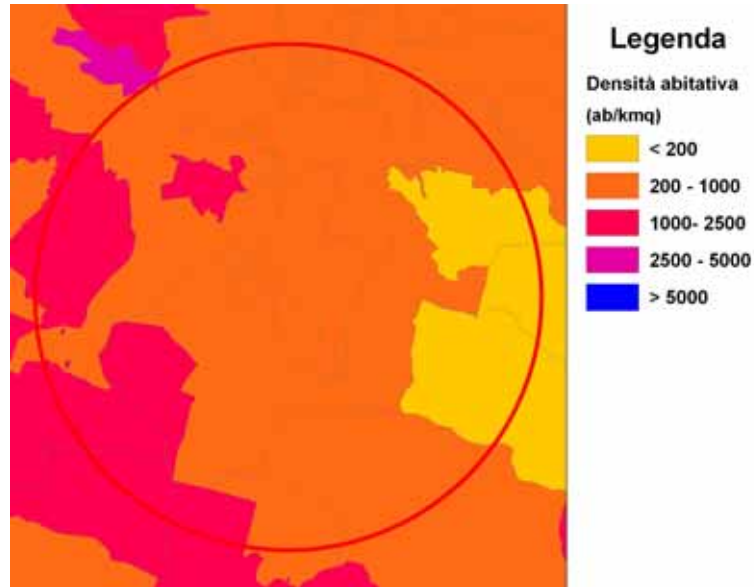 Legenda
Densità abitativa
(ab/kmq)
< 200
200 - 1000
1000- 2500
2500 - 5000
> 5000